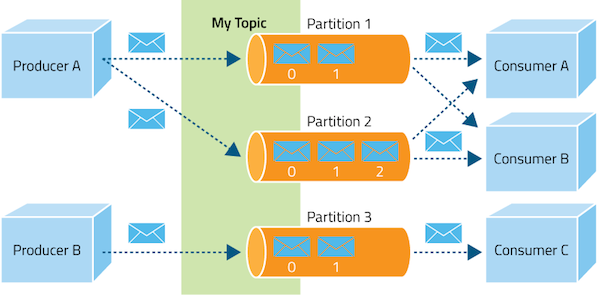 My Topic
Partition 1
Producer A
0 1
Consumer A
Partition 2
0 1 2
Consumer B
Partition 3
Producer B
0 1
Consumer C